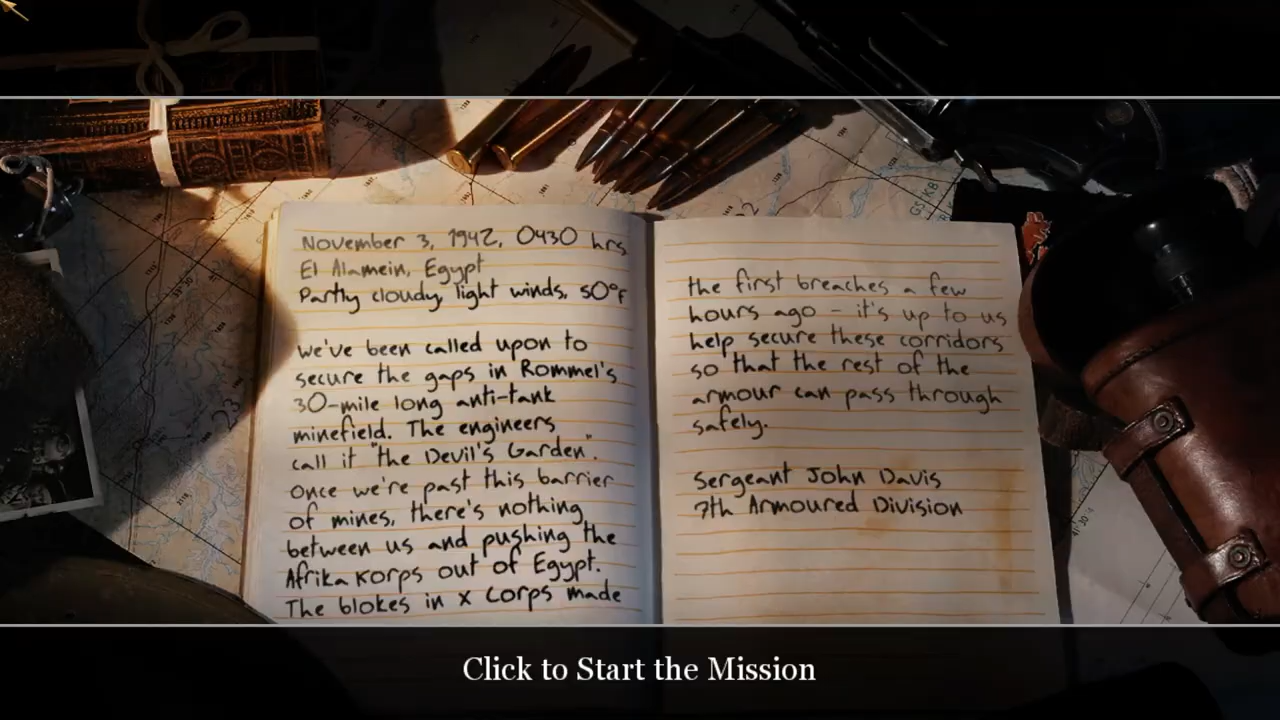 November 3, 1942, 0430 hrs,
El Alamein, Egypt
Partly cloudy, light winds, 50°F
We've been called upon to
secure the gaps in Rommel's
30-mile long anti-tank
minefield. The engineers
call it "the Devil's Garden".
Once we're past this barrier
of mines, there's nothing
between us and pushing the
Afrika Korps out of Egypt.
The blokes in X Corps made
the first breaches a few
hours ago - it's up to us
help secure these corridors
so that the rest of the
armour can pass through
safely.
Sergeant John Davis
7th Armoured Division
GS,KB
Click to Start the Mission